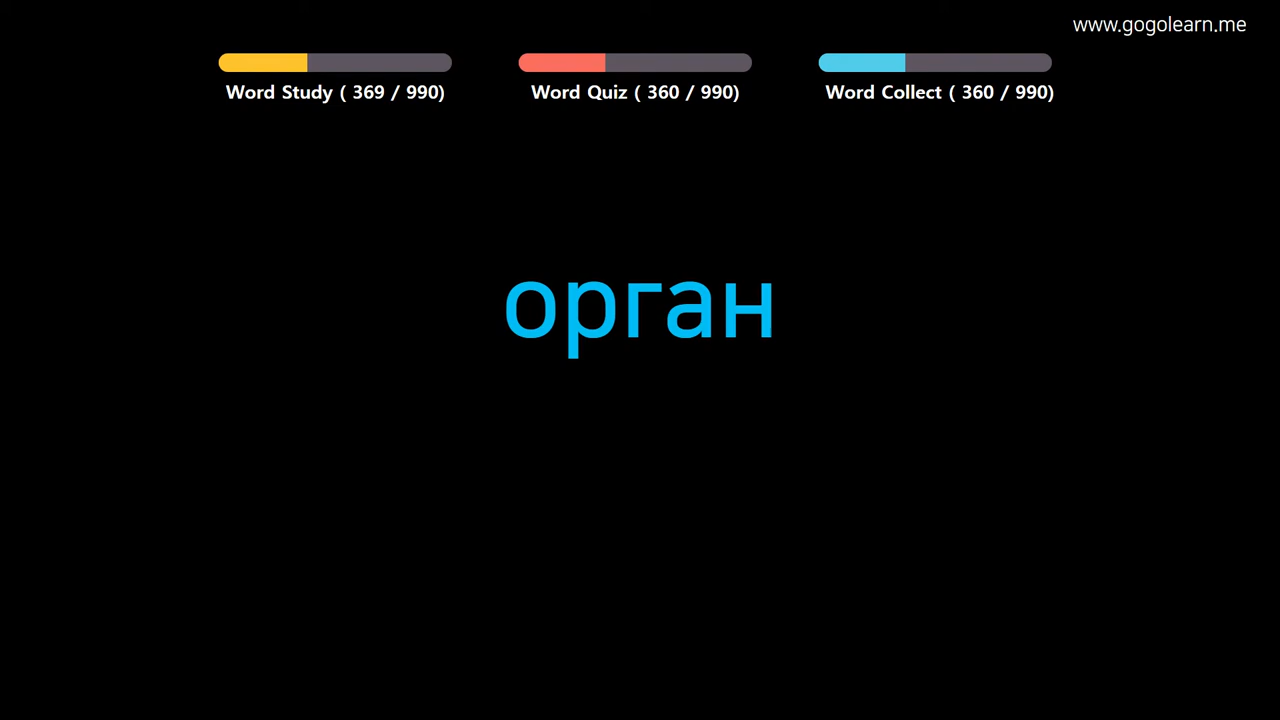 www.gogolearn.me
Word Study ( 369 / 990)
Word Quiz ( 360 / 990)
Word Collect ( 360 / 990)
орган